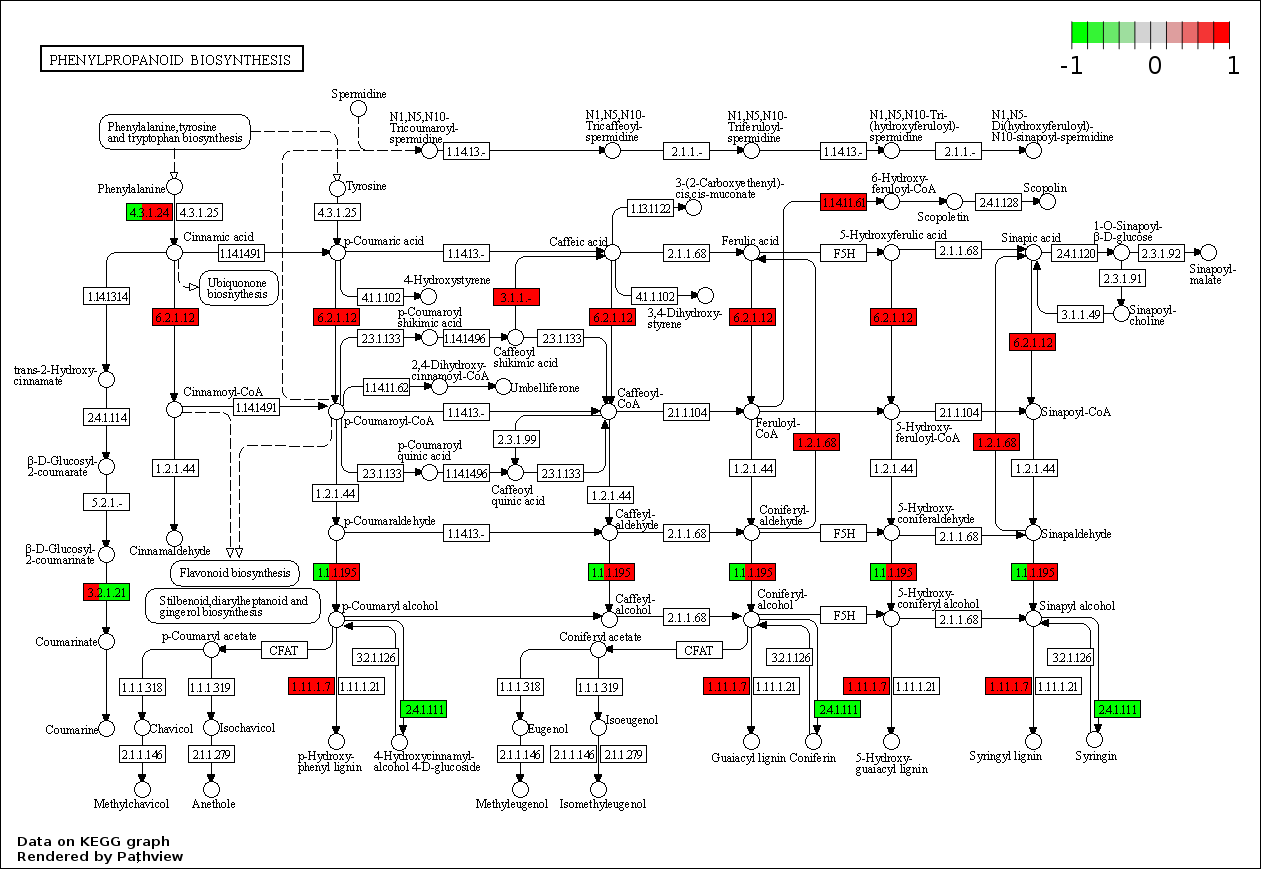 PHENYLPROPANOID BIOSYNTHESIS
-1 0 1
Spermidine
Phenylalanine,tyrosine
and tryptophan biosynthesis
N1,N5,N10-
Tricoumaroyl-
spermidine
N1,N5,N10-
Tricaffeoyl-
spermidine
N1,N5,N10-
Triferuloyl-
spermidine
N1,N5,N10-Tri-
(hydroxyferuloyl)-
spermidine
N1,N5-
Di(hydroxyferuloyl)-
N10-sinapoyl-spermidine
1.14.13.- 2.1.1.- 1.14.13.- 2.1.1.-
Phenylalanine
Tyrosine
3-(2-Carboxyethenyl)-
cis,cis-muconate
6-Hydroxy-
feruloyl-CoA
Scopolin
4.3.1.24 4.3.1.25 4.3.1.25 1.13.11.22 1.14.11.61 2.4.1.128
Scopoletin
Cinnamic acid
p-Coumaric acid
Caffeic acid
Ferulic acid
5-Hydroxyferulic acid
Sinapic acid
1-O-Sinapoyl-
β-D-glucose
1.14.14.91 1.14.13.- 2.1.1.68 F5H 2.1.1.68 2.4.1.120 2.3.1.92
Sinapoyl-
malate
Ubiquonone
biosnythesis
4-Hydroxystyrene
2.3.1.91
1.14.13.14 4.1.1.102 3.1.1.- 4.1.1.102
3,4-Dihydroxy-
styrene
3.1.1.49
Sinapoyl-
choline
6.2.1.12 6.2.1.12 6.2.1.12 6.2.1.12 6.2.1.12 6.2.1.12
p-Coumaroyl
shikimic acid
2.3.1.133 1.14.14.96 2.3.1.133
Caffeoyl
shikimic acid
trans-2-Hydroxy-
cinnamate
2,4-Dihydroxy-
cinnamoyl-CoA
1.14.11.62
Umbelliferone
Cinnamoyl-CoA
1.14.14.91
Caffeoyl-
CoA
2.4.1.114
p-Coumaroyl-CoA
1.14.13.- 2.1.1.104
Feruloyl-
CoA
2.1.1.104
5-Hydroxy-
feruloyl-CoA
Sinapoyl-CoA
2.3.1.99 1.2.1.68 1.2.1.68
p-Coumaroyl
quinic acid
β-D-Glucosyl-
2-coumarate
1.2.1.44 2.3.1.133 1.14.14.96 2.3.1.133 1.2.1.44 1.2.1.44 1.2.1.44
Caffeoyl
quinic acid
5.2.1.- 1.2.1.44 1.2.1.44
p-Coumaraldehyde
Caffeyl-
aldehyde
Coniferyl-
aldehyde
5-Hydroxy-
coniferaldehyde
Sinapaldehyde
1.14.13.- 2.1.1.68 F5H 2.1.1.68
β-D-Glucosyl-
2-coumarinate
Cinnamaldehyde
Flavonoid biosynthesis
1.1.1.195 1.1.1.195 1.1.1.195 1.1.1.195 1.1.1.195
3.2.1.21
Stilbenoid,diarylheptanoid and
gingerol biosynthesis
p-Coumaryl alcohol
Caffeyl-
alcohol
Coniferyl-
alcohol
5-Hydroxy-
coniferyl alcohol
Sinapyl alcohol
2.1.1.68 F5H 2.1.1.68
Coumarinate
p-Coumaryl acetate
CFAT
Coniferyl acetate
CFAT
3.2.1.126 3.2.1.126 3.2.1.126
1.1.1.318 1.1.1.319 1.11.1.7 1.11.1.21 1.1.1.318 1.1.1.319 1.11.1.7 1.11.1.21 1.11.1.7 1.11.1.21 1.11.1.7 1.11.1.21
2.4.1.111 2.4.1.111 2.4.1.111
Coumarine
Chavicol
Isochavicol
Eugenol
Isoeugenol
2.1.1.146 2.1.1.279 2.1.1.146 2.1.1.146 2.1.1.279
p-Hydroxy-
phenyl lignin
4-Hydroxycinnamyl-
alcohol 4-D-glucoside
Guaiacyl lignin
Coniferin
5-Hydroxy-
guaiacyl lignin
Syringyl lignin
Syringin
Methylchavicol
Anethole
Methyleugenol
Isomethyleugenol
Data on KEGG graph
Rendered by Pathview